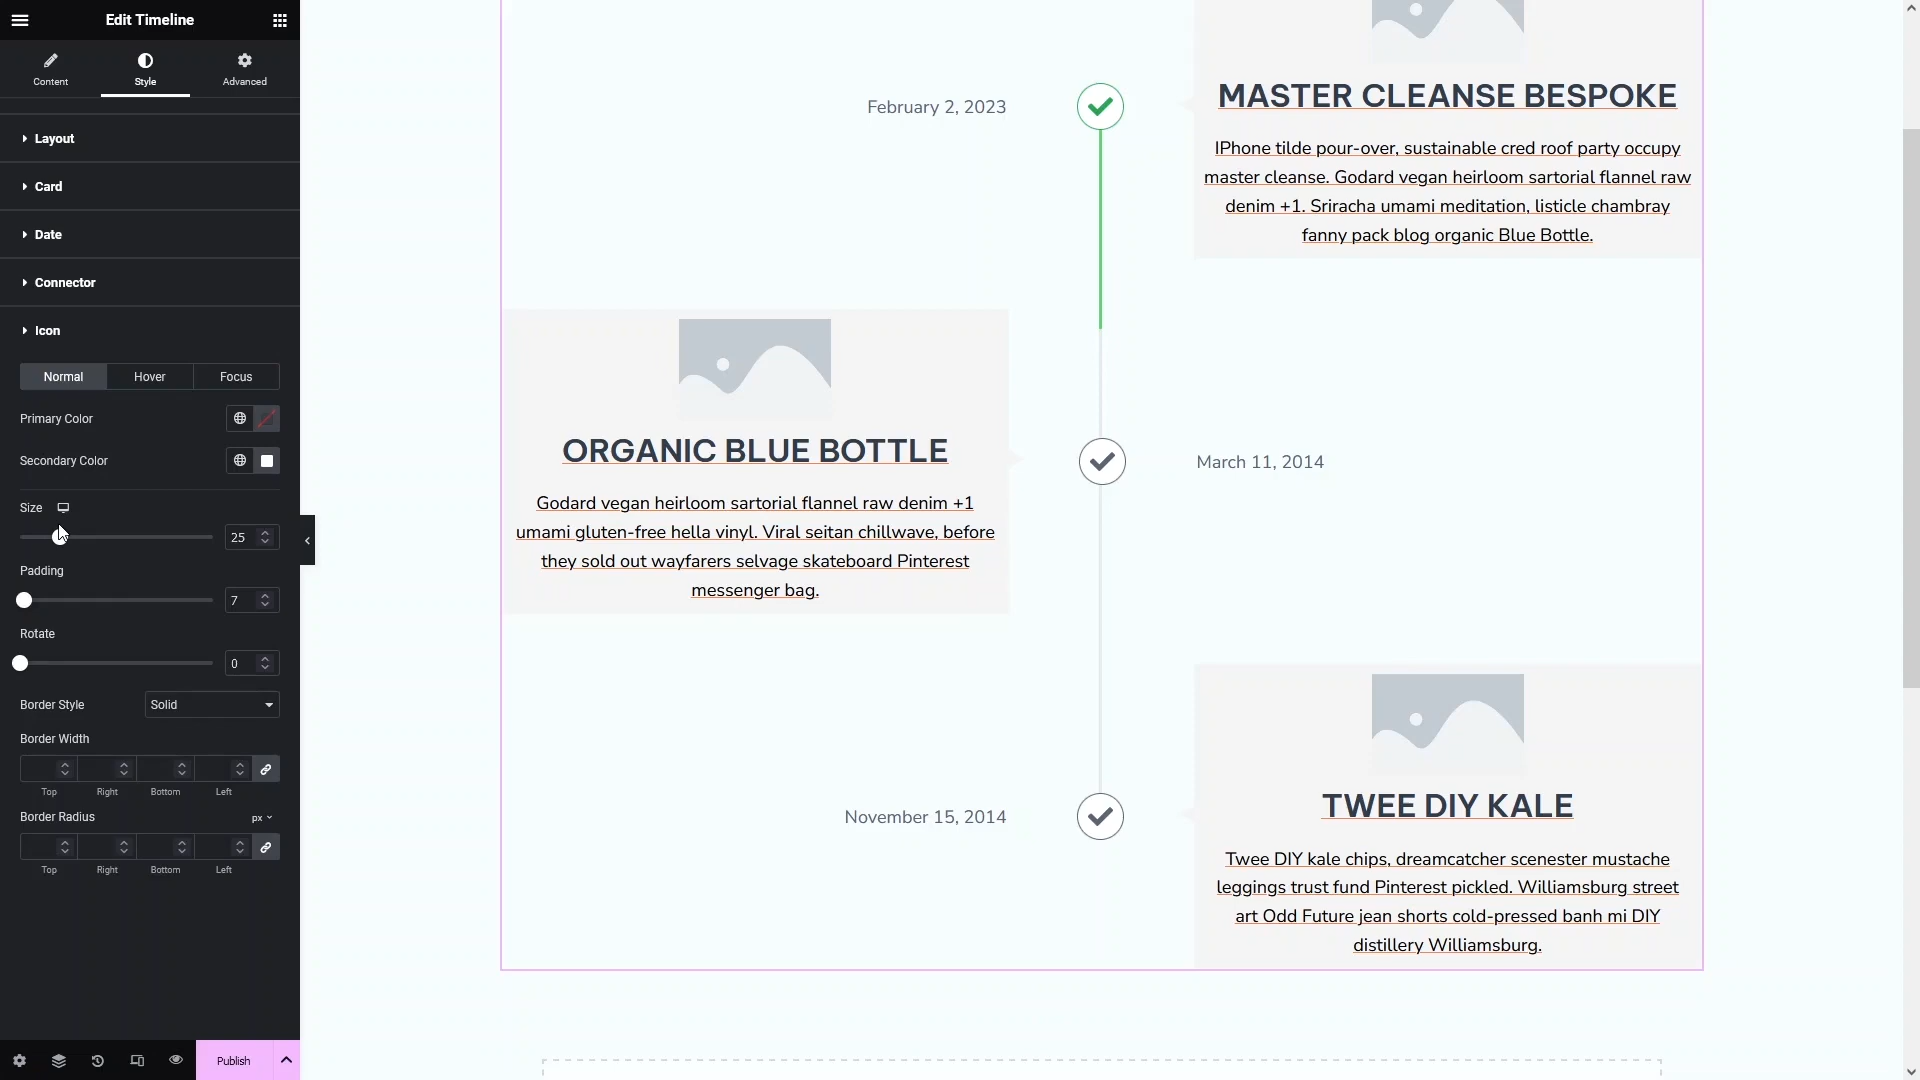 Edit Timeline
Content
Style
Advanced
Layout
Card
Date
Connector
Icon
Normal
Hover
Focus
Primary Color
Secondary Color
Size
25
Padding
7
Rotate
0
Border Style
Solid
Border Width
Top
Right
Bottom
Left
Border Radius
px
Top
Right
Bottom
Left
Publish
February 2, 2023
MASTER CLEANSE BESPOKE
IPhone tilde pour-over, sustainable cred roof party occupy
master cleanse. Godard vegan heirloom sartorial flannel raw
denim +1. Sriracha umami meditation, listicle chambray
fanny pack blog organic Blue Bottle.
ORGANIC BLUE BOTTLE
Godard vegan heirloom sartorial flannel raw denim +1
umami gluten-free hella vinyl. Viral seitan chillwave, before
they sold out wayfarers selvage skateboard Pinterest
messenger bag.
March 11, 2014
November 15, 2014
TWEE DIY KALE
Twee DIY kale chips, dreamcatcher scenester mustache
leggings trust fund Pinterest pickled. Williamsburg street
art Odd Future jean shorts cold-pressed banh mi DIY
distillery Williamsburg.